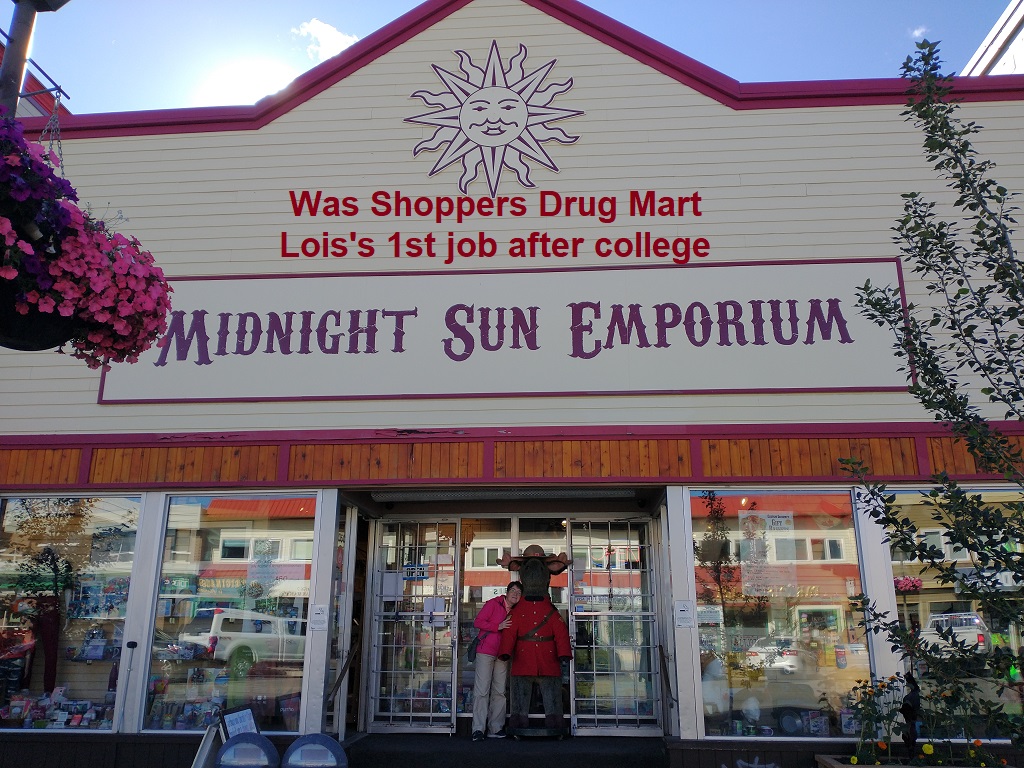 Was Shoppers Drug Mart
Lois's 1st job after college
MIDNIGHT SUN EMPORIUM